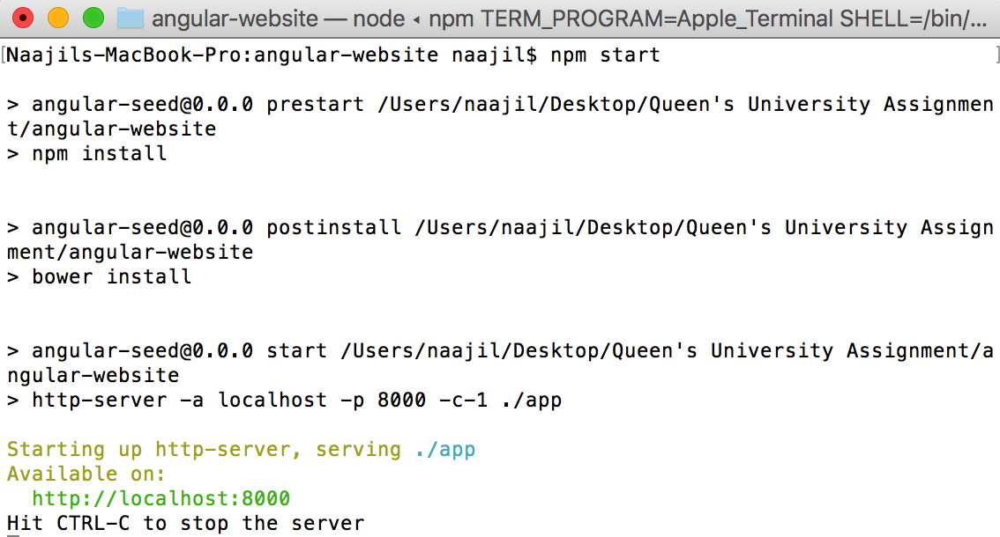 angular-website — node ◂ npm TERM_PROGRAM=Apple_Terminal SHELL=/bin/...
[Naajils-MacBook-Pro:angular-website naajil$ npm start ]
> angular-seed@0.0.0 prestart /Users/naajil/Desktop/Queen's University Assignmen
t/angular-website
> npm install
> angular-seed@0.0.0 postinstall /Users/naajil/Desktop/Queen's University Assign
ment/angular-website
> bower install
> angular-seed@0.0.0 start /Users/naajil/Desktop/Queen's University Assignment/a
ngular-website
> http-server -a localhost -p 8000 -c-1 ./app
Starting up http-server, serving ./app
Available on:
  http://localhost:8000
Hit CTRL-C to stop the server